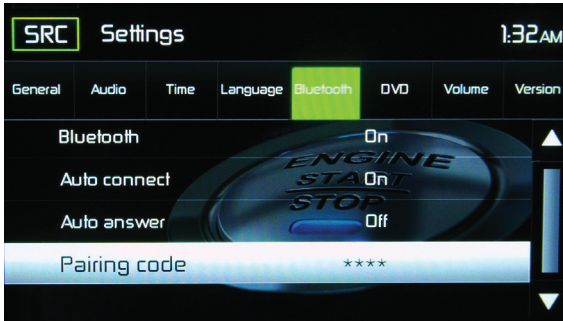 SRC Settings 1:32AM
General Audio Time Language Bluetooth DVD Volume Version
Bluetooth On
ENGINE
Auto connect On
START
STOP
Auto answer Off
Pairing code ****